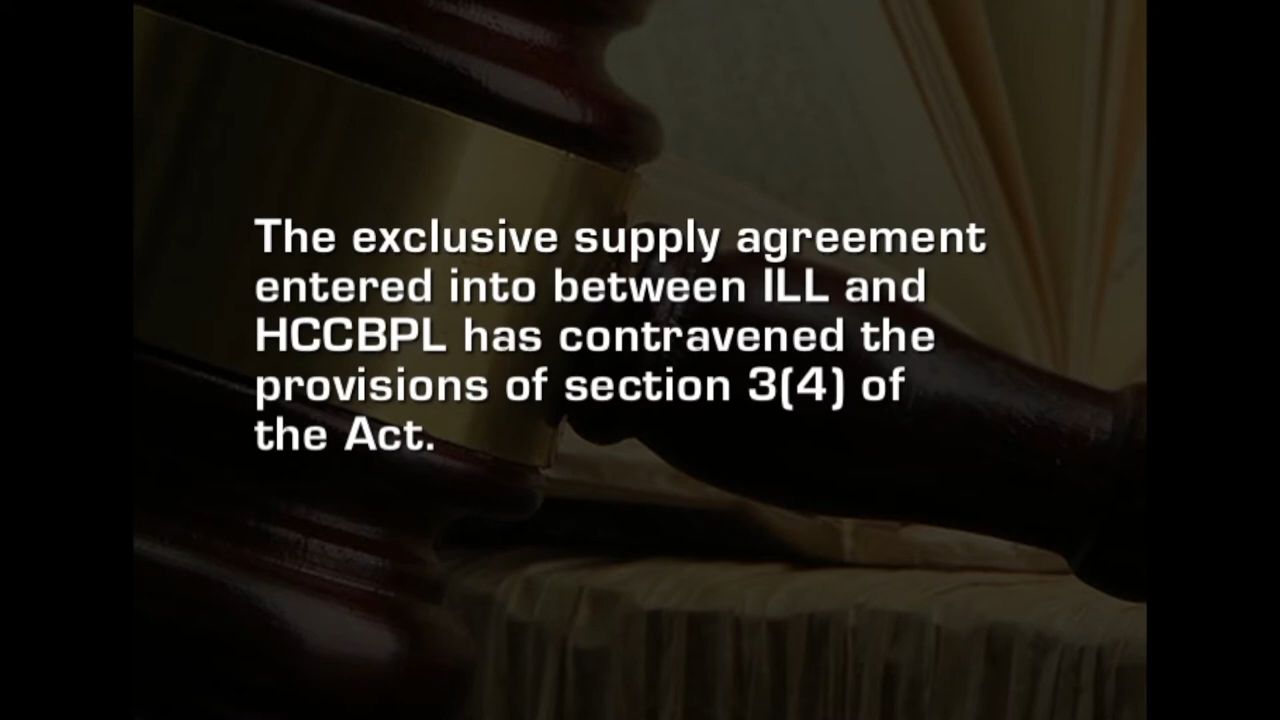 The exclusive supply agreement
entered into between ILL and
HCCBPL has contravened the
provisions of section 3(4) of
the Act.